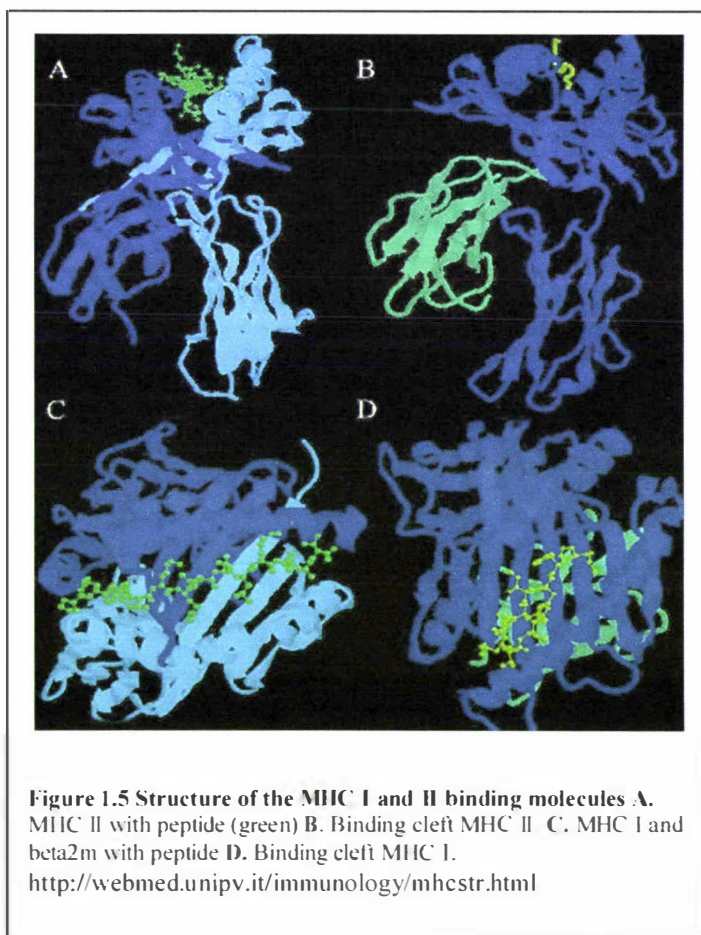 A
B
C
D
Figure 1.5 Structure of the MHC I and II binding molecules A.
MHC II with peptide (green) B. Binding cleft MHC II C. MHC I and
beta2m with peptide D. Binding cleft MHC I.
http://webmed.unipv.it/immunology/mhcstr.html